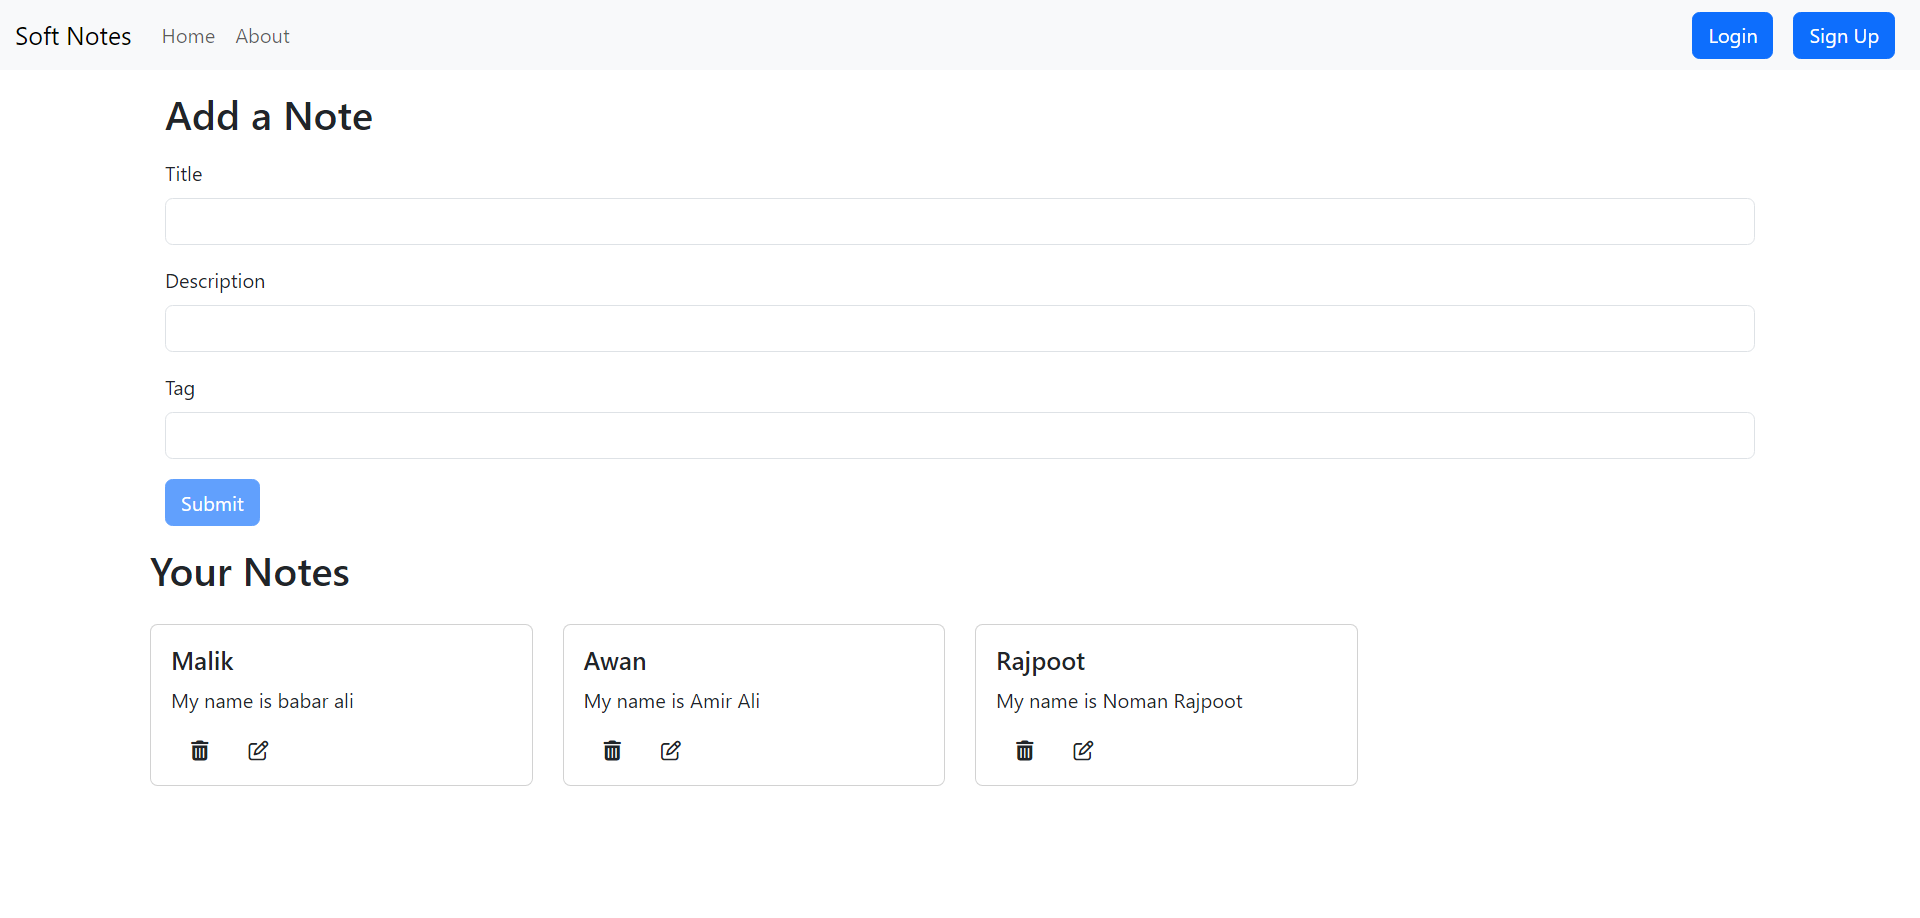 Soft Notes Home About Login Sign Up
Add a Note
Title
Description
Tag
Submit
Your Notes
Malik
My name is babar ali
Awan
My name is Amir Ali
Rajpoot
My name is Noman Rajpoot